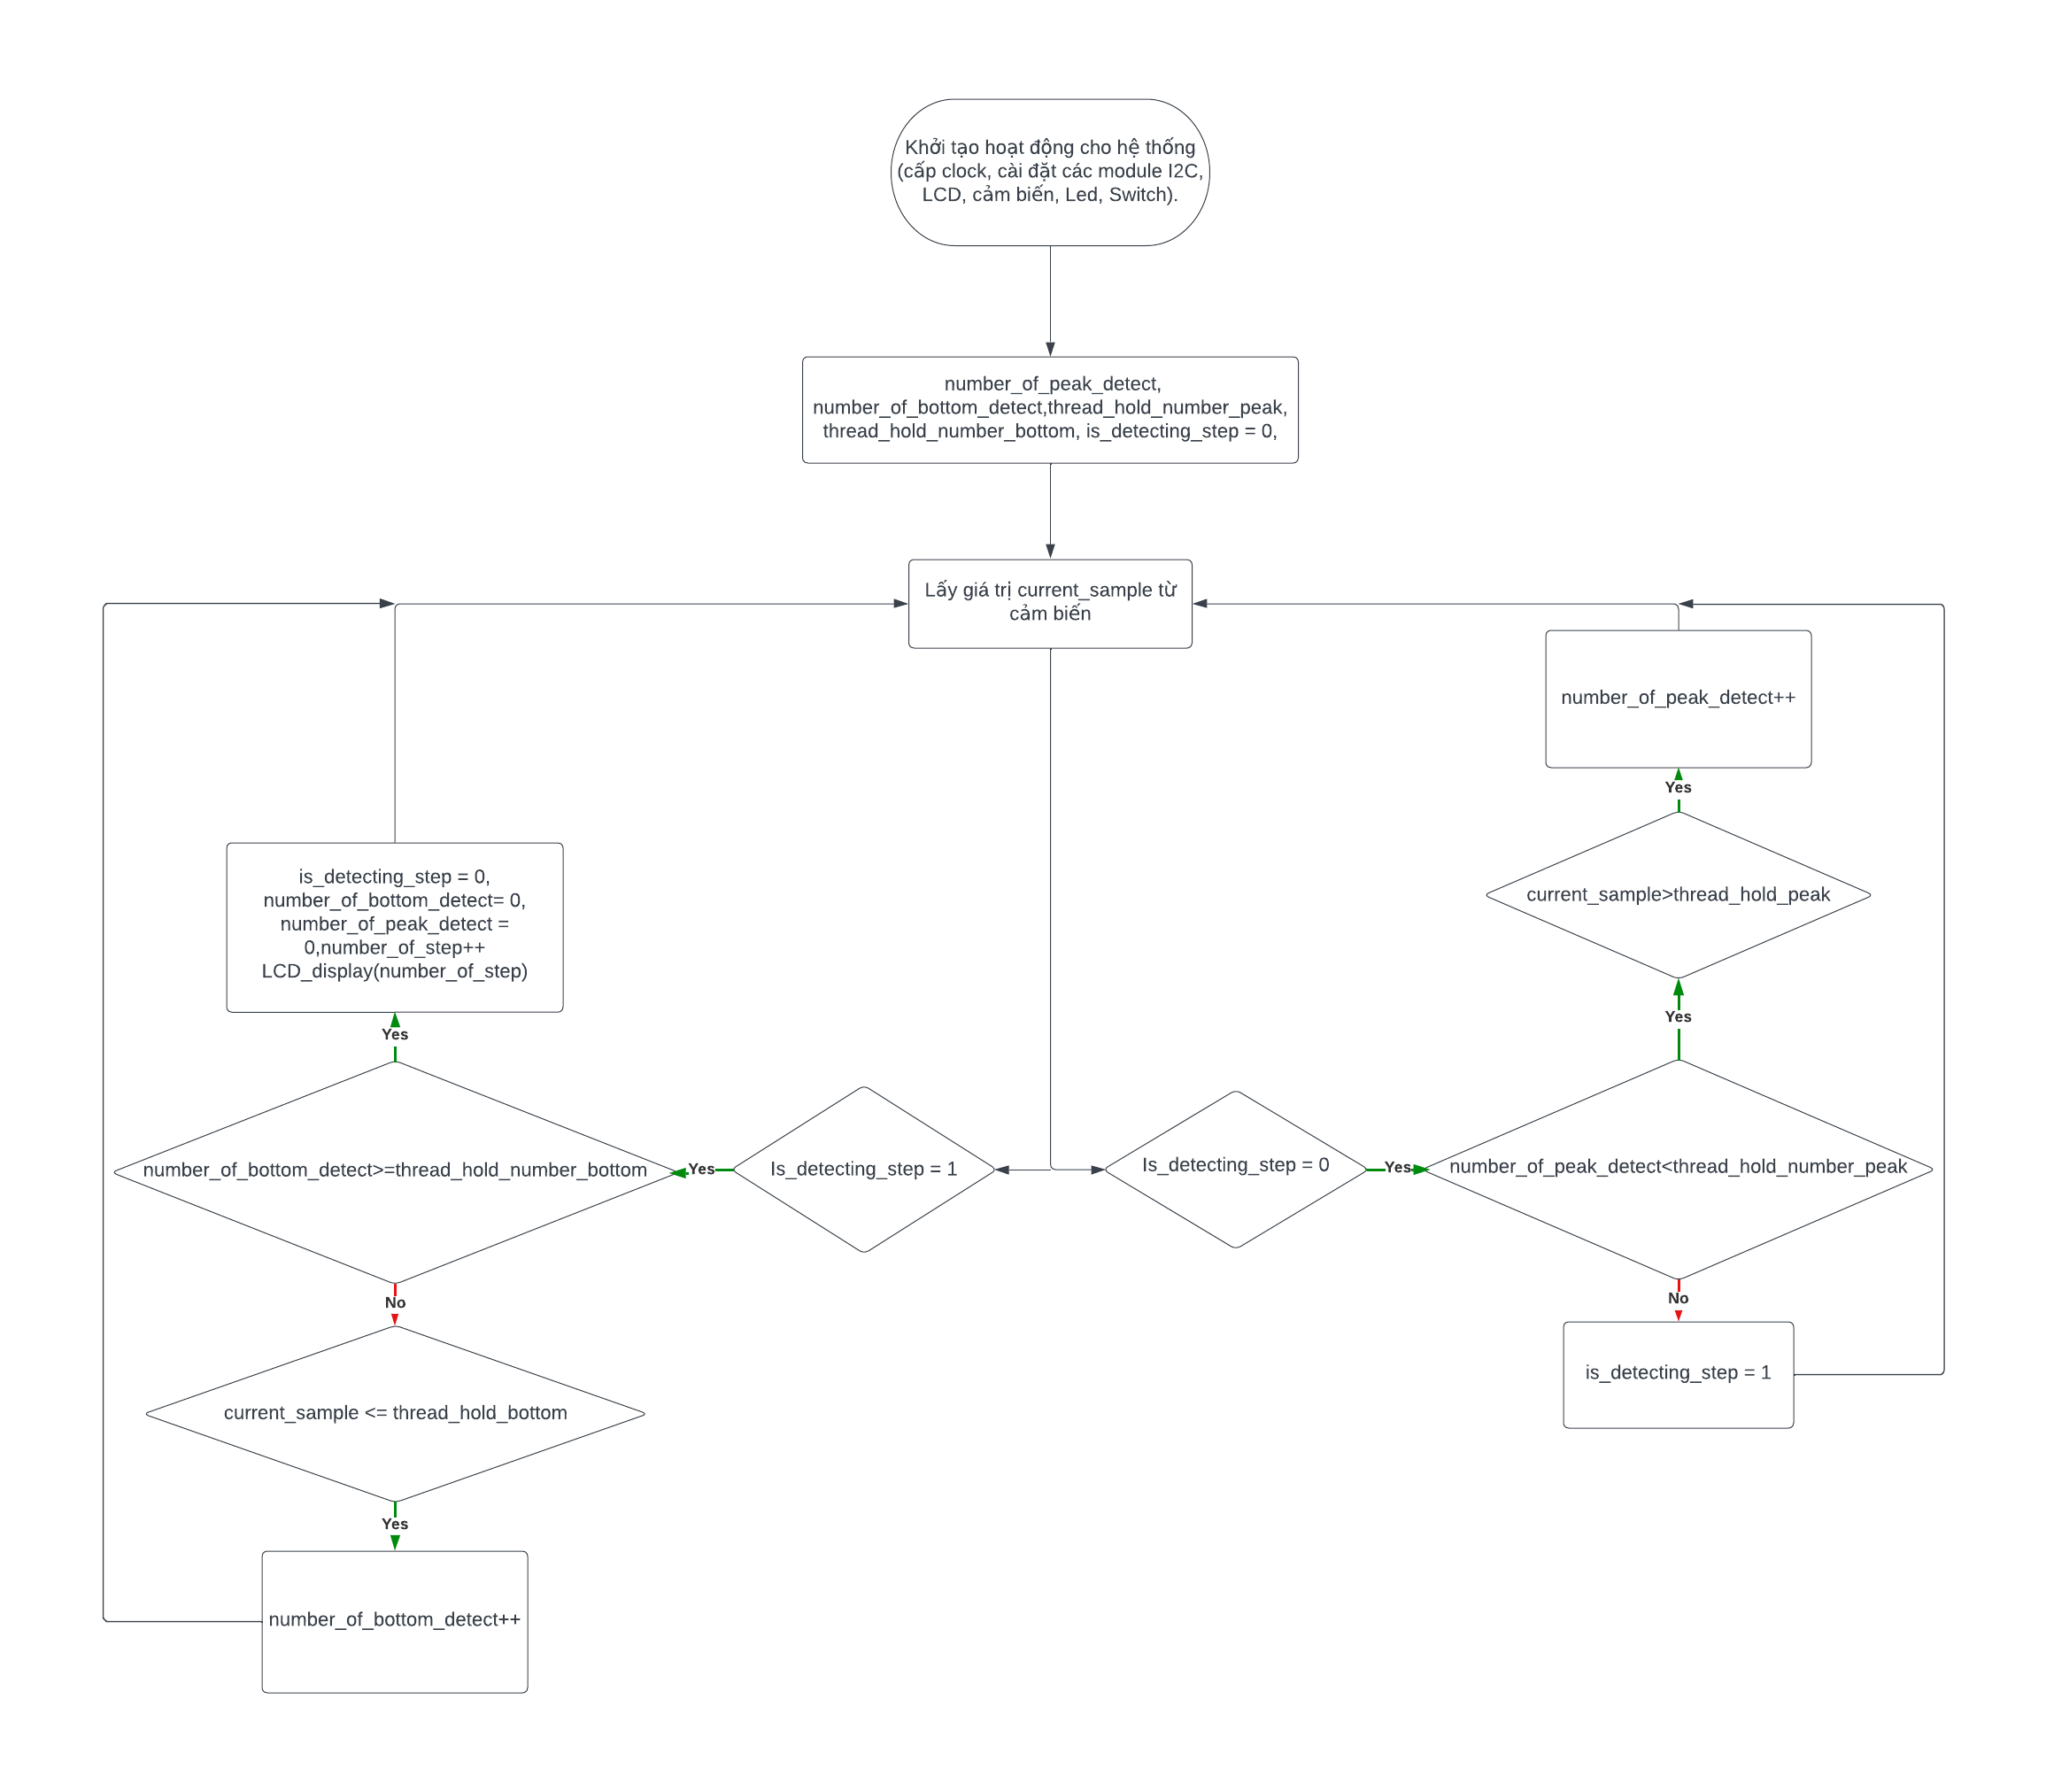 Khởi tạo hoạt động cho hệ thống
(cấp clock, cài đặt các module I2C,
LCD, cảm biến, Led, Switch).
number_of_peak_detect,
number_of_bottom_detect,thread_hold_number_peak,
thread_hold_number_bottom, is_detecting_step = 0,
Lấy giá trị current_sample từ
cảm biến
number_of_peak_detect++
Yes
current_sample>thread_hold_peak
Yes
is_detecting_step = 0,
number_of_bottom_detect= 0,
number_of_peak_detect =
0,number_of_step++
LCD_display(number_of_step)
Yes
number_of_bottom_detect>=thread_hold_number_bottom
Yes
Is_detecting_step = 1
Is_detecting_step = 0
Yes
number_of_peak_detect<thread_hold_number_peak
No
No
is_detecting_step = 1
current_sample <= thread_hold_bottom
Yes
number_of_bottom_detect++